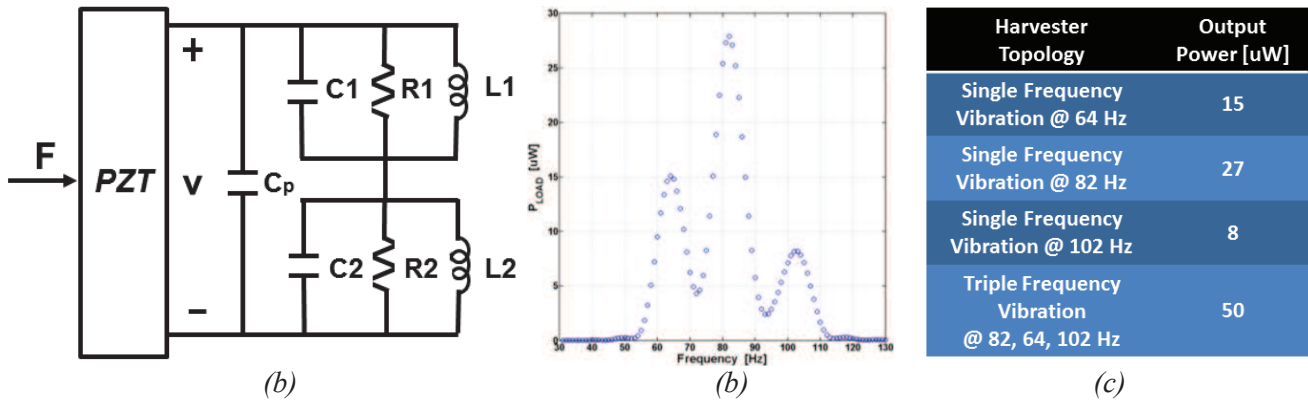 F
PZT
+
v
−
Cp
C1
R1
L1
C2
R2
L2
(b)
PLOAD [uW]
30
25
20
15
10
5
0
30 40 50 60 70 80 90 100 110 120 130
Frequency [Hz]
(b)
Harvester Output
Topology Power [uW]
Single Frequency
Vibration @ 64 Hz
15
Single Frequency
Vibration @ 82 Hz
27
Single Frequency
Vibration @ 102 Hz
8
Triple Frequency
Vibration
@ 82, 64, 102 Hz
50
(c)